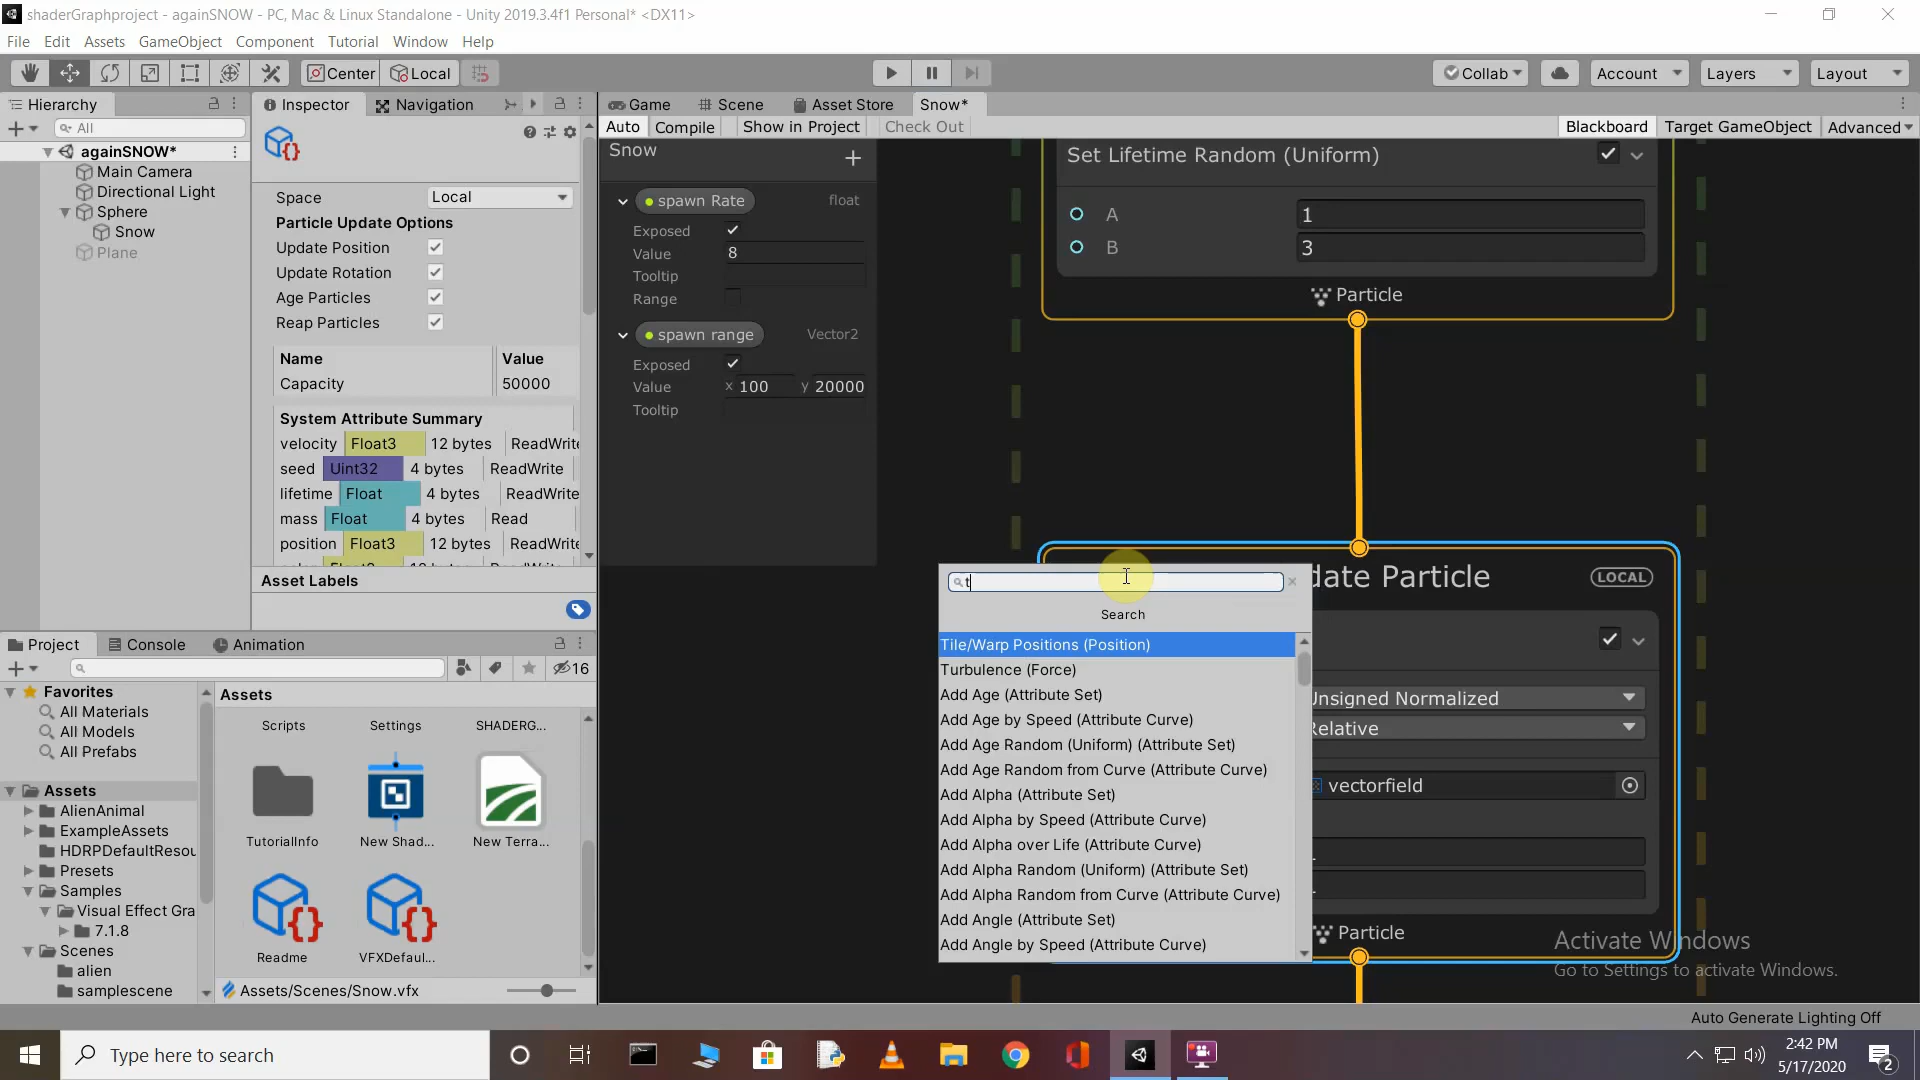 shaderGraphproject - againSNOW - PC, Mac & Linux Standalone - Unity 2019.3.4f1 Personal* <DX11>
File Edit Assets GameObject Component Tutorial Window Help
Center Local Collab Account Layers Layout
Hierarchy
All
againSNOW*
Main Camera
Directional Light
Sphere
Snow
Plane
Inspector Navigation
Space Local
Particle Update Options
Update Position
Update Rotation
Age Particles
Reap Particles
Name Value
Capacity 50000
System Attribute Summary
velocity Float3 12 bytes ReadWrite
seed Uint32 4 bytes ReadWrite
lifetime Float 4 bytes ReadWrite
mass Float 4 bytes Read
position Float3 12 bytes ReadWrite
Asset Labels
Game Scene Asset Store Snow*
Auto Compile Show in Project Check Out Blackboard Target GameObject Advanced
Snow
spawn Rate float
Exposed
Value 8
Tooltip
Range
spawn range Vector2
Exposed
Value x 100 y 20000
Tooltip
Set Lifetime Random (Uniform)
A 1
B 3
Particle
date Particle LOCAL
Unsigned Normalized
Relative
vectorfield
Particle
t
Search
Tile/Warp Positions (Position)
Turbulence (Force)
Add Age (Attribute Set)
Add Age by Speed (Attribute Curve)
Add Age Random (Uniform) (Attribute Set)
Add Age Random from Curve (Attribute Curve)
Add Alpha (Attribute Set)
Add Alpha by Speed (Attribute Curve)
Add Alpha over Life (Attribute Curve)
Add Alpha Random (Uniform) (Attribute Set)
Add Alpha Random from Curve (Attribute Curve)
Add Angle (Attribute Set)
Add Angle by Speed (Attribute Curve)
Project Console Animation
16
Favorites
All Materials
All Models
All Prefabs
Assets
AlienAnimal
ExampleAssets
HDRPDefaultResou
Presets
Samples
Visual Effect Gra
7.1.8
Scenes
alien
samplescene
Assets
Scripts Settings SHADERG...
TutorialInfo New Shad... New Terra...
Readme VFXDefaul...
Assets/Scenes/Snow.vfx
Activate Windows
Go to Settings to activate Windows.
Auto Generate Lighting Off
Type here to search
2:42 PM
5/17/2020
2